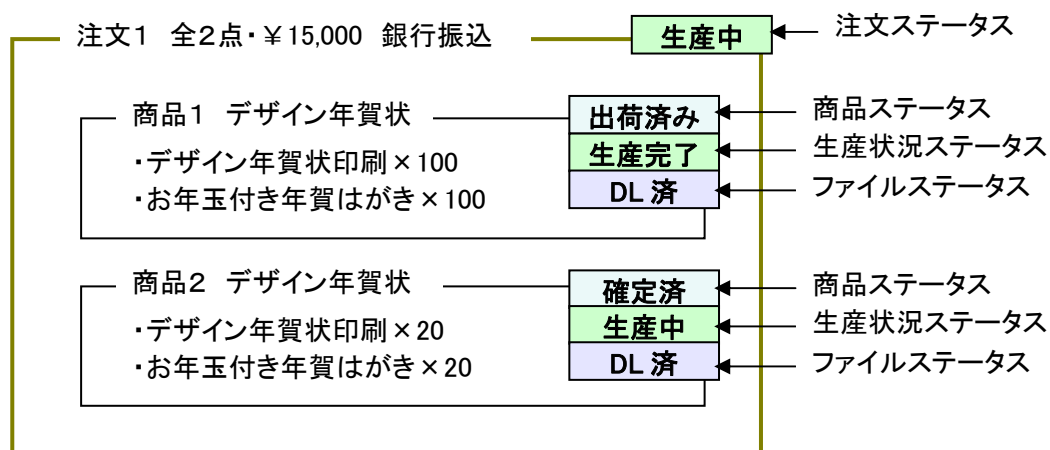 注文１ 全２点・￥15,000 銀行振込 生産中 注文ステータス
商品１ デザイン年賀状 出荷済み 商品ステータス
・デザイン年賀状印刷×100 生産完了 生産状況ステータス
・お年玉付き年賀はがき×100 DL 済 ファイルステータス
商品２ デザイン年賀状 確定済 商品ステータス
・デザイン年賀状印刷×20 生産中 生産状況ステータス
・お年玉付き年賀はがき×20 DL 済 ファイルステータス